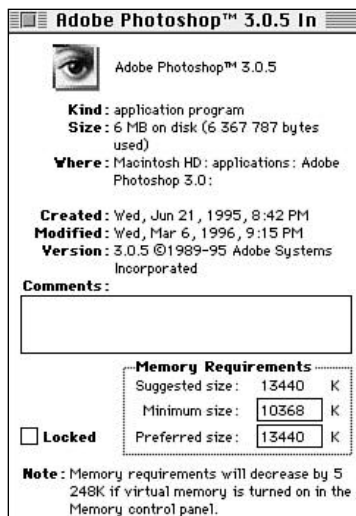 Adobe Photoshop™ 3.0.5 In
Adobe Photoshop™ 3.0.5
Kind: application program
Size: 6 MB on disk (6 367 787 bytes
used)
Where: Macintosh HD: applications: Adobe
Photoshop 3.0:
Created: Wed, Jun 21, 1995, 8:42 PM
Modified: Wed, Mar 6, 1996, 9:15 PM
Version: 3.0.5 ©1989-95 Adobe Systems
Incorporated
Comments:
Memory Requirements
Suggested size: 13440 K
Minimum size: 10368 K
Locked Preferred size: 13440 K
Note: Memory requirements will decrease by 5
248K if virtual memory is turned on in the
Memory control panel.